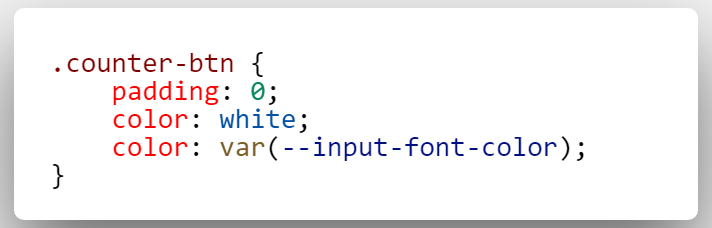 .counter-btn {
    padding: 0;
    color: white;
    color: var(--input-font-color);
}